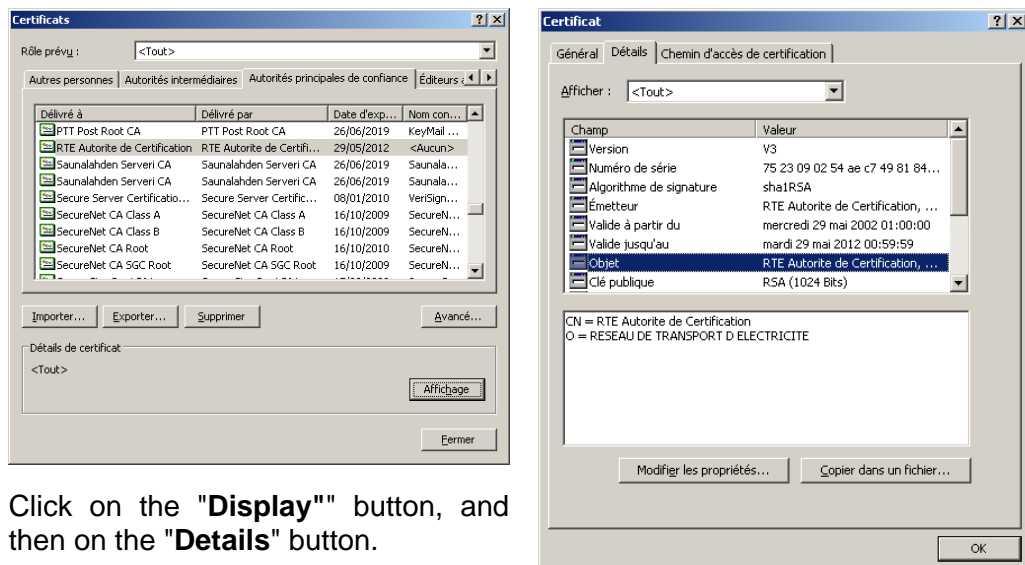 Certificats
Rôle prévu : <Tout>
Autres personnes Autorités intermédiaires Autorités principales de confiance Éditeurs
Délivré à Délivré par Date d'exp... Nom con...
PTT Post Root CA PTT Post Root CA 26/06/2019 KeyMail ...
RTE Autorite de Certification RTE Autorite de Certifi... 29/05/2012 <Aucun>
Saunalahden Serveri CA Saunalahden Serveri CA 26/06/2019 Saunala...
Saunalahden Serveri CA Saunalahden Serveri CA 26/06/2019 Saunala...
Secure Server Certificatio... Secure Server Certific... 08/01/2010 VeriSign...
SecureNet CA Class A SecureNet CA Class A 16/10/2009 SecureN...
SecureNet CA Class B SecureNet CA Class B 16/10/2009 SecureN...
SecureNet CA Root SecureNet CA Root 16/10/2010 SecureN...
SecureNet CA SGC Root SecureNet CA SGC Root 16/10/2009 SecureN...
Importer... Exporter... Supprimer Avancé...
Détails de certificat
<Tout>
Affichage
Fermer
Click on the "Display"" button, and
then on the "Details" button.
Certificat
Général Détails Chemin d'accès de certification
Afficher : <Tout>
Champ Valeur
Version V3
Numéro de série 75 23 09 02 54 ae c7 49 81 84...
Algorithme de signature sha1RSA
Émetteur RTE Autorite de Certification, ...
Valide à partir du mercredi 29 mai 2002 01:00:00
Valide jusqu'au mardi 29 mai 2012 00:59:59
Objet RTE Autorite de Certification, ...
Clé publique RSA (1024 Bits)
CN = RTE Autorite de Certification
O = RESEAU DE TRANSPORT D ELECTRICITE
Modifier les propriétés... Copier dans un fichier...
OK